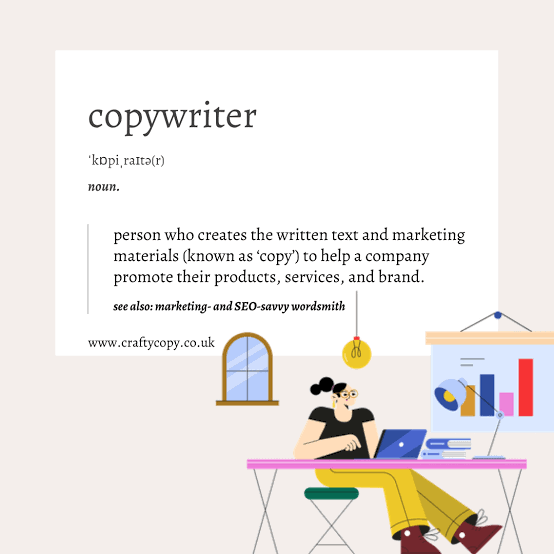 copywriter
ˈkɒpiˌraɪtə(r)
noun.
person who creates the written text and marketing
materials (known as ‘copy’) to help a company
promote their products, services, and brand.
see also: marketing- and SEO-savvy wordsmith
www.craftycopy.co.uk